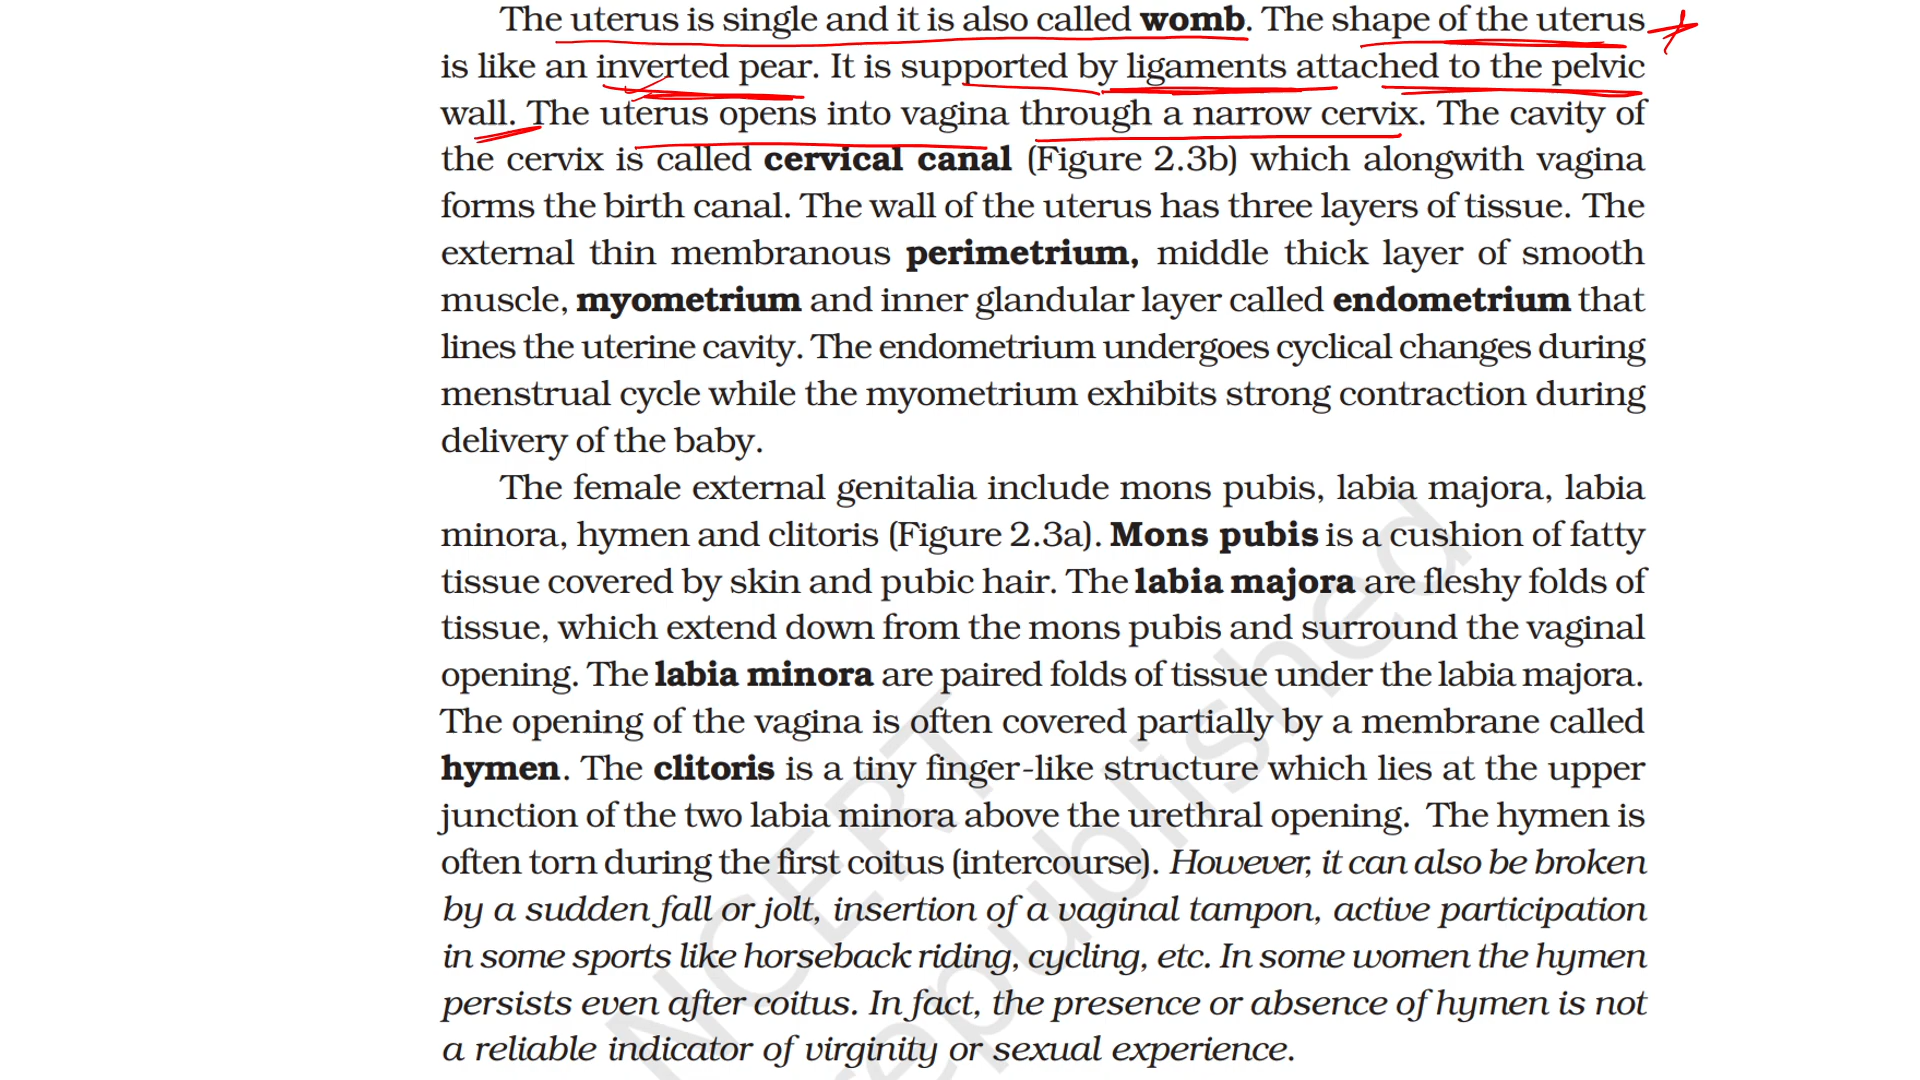 The uterus is single and it is also called womb. The shape of the uterus
is like an inverted pear. It is supported by ligaments attached to the pelvic
wall. The uterus opens into vagina through a narrow cervix. The cavity of
the cervix is called cervical canal (Figure 2.3b) which alongwith vagina
forms the birth canal. The wall of the uterus has three layers of tissue. The
external thin membranous perimetrium, middle thick layer of smooth
muscle, myometrium and inner glandular layer called endometrium that
lines the uterine cavity. The endometrium undergoes cyclical changes during
menstrual cycle while the myometrium exhibits strong contraction during
delivery of the baby.
The female external genitalia include mons pubis, labia majora, labia
minora, hymen and clitoris (Figure 2.3a). Mons pubis is a cushion of fatty
tissue covered by skin and pubic hair. The labia majora are fleshy folds of
tissue, which extend down from the mons pubis and surround the vaginal
opening. The labia minora are paired folds of tissue under the labia majora.
The opening of the vagina is often covered partially by a membrane called
hymen. The clitoris is a tiny finger-like structure which lies at the upper
junction of the two labia minora above the urethral opening. The hymen is
often torn during the first coitus (intercourse). However, it can also be broken
by a sudden fall or jolt, insertion of a vaginal tampon, active participation
in some sports like horseback riding, cycling, etc. In some women the hymen
persists even after coitus. In fact, the presence or absence of hymen is not
a reliable indicator of virginity or sexual experience.
NCERT
republished